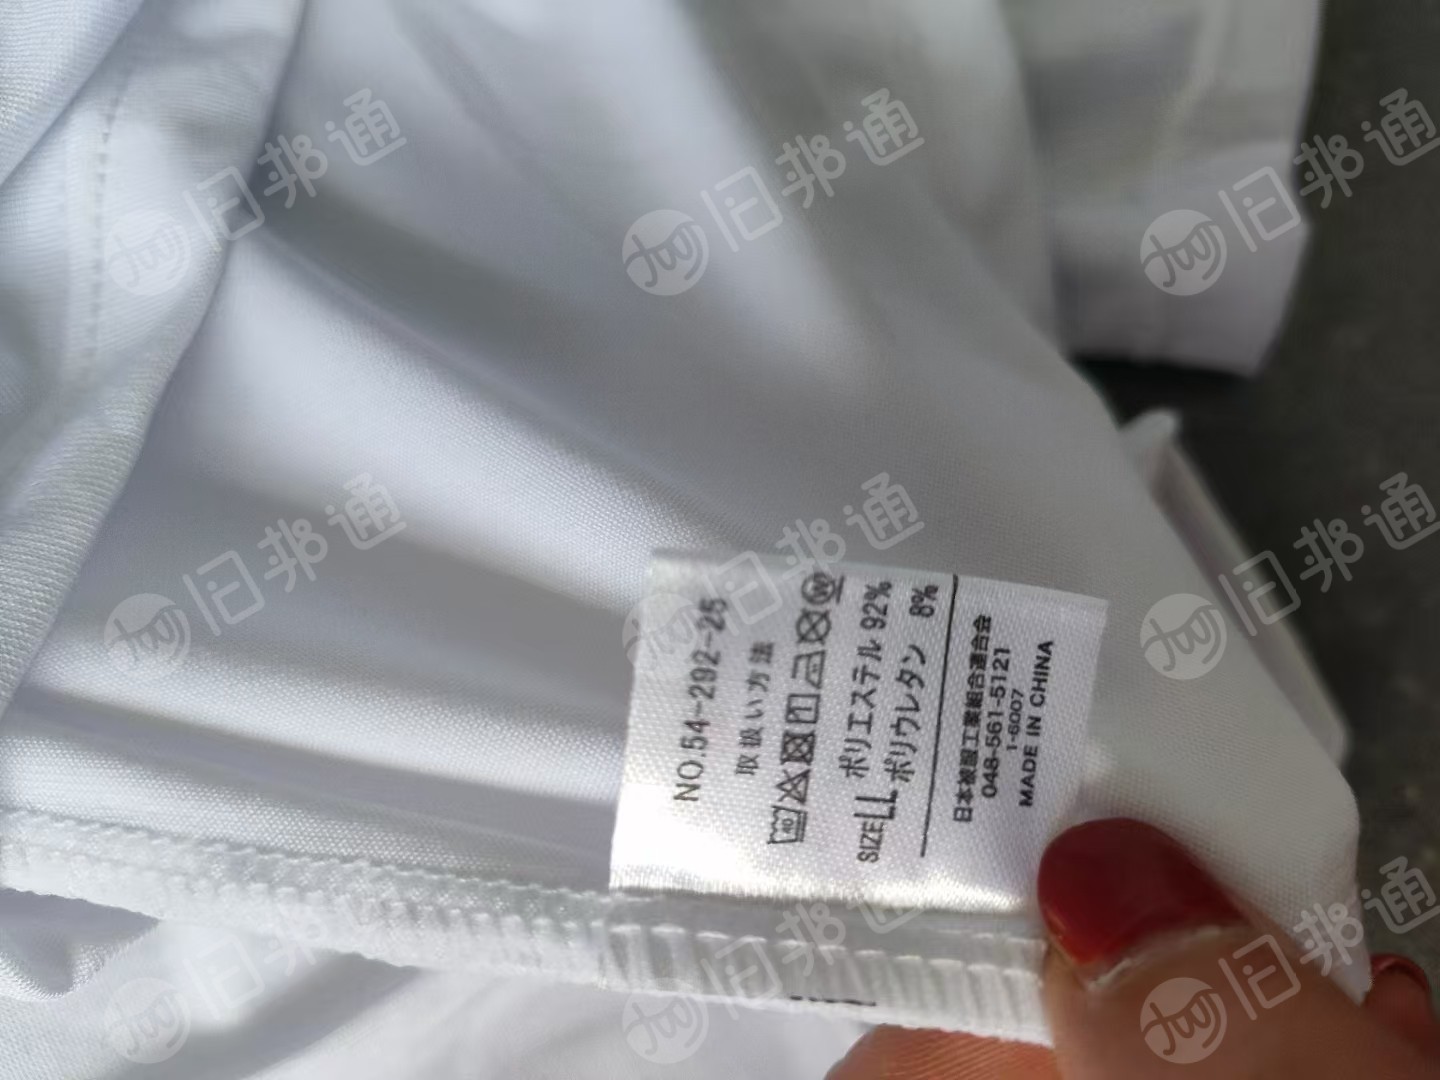 NO.54-292-25
取扱い方法
40
SIZE LL ポリエステル 92%
ポリウレタン 8%
日本被服工業組合連合会
048-561-5121
1-6007
MADE IN CHINA
旧邦通
旧邦通
旧邦通
旧邦通
旧邦通
旧邦通
旧邦通
旧邦通
旧邦通